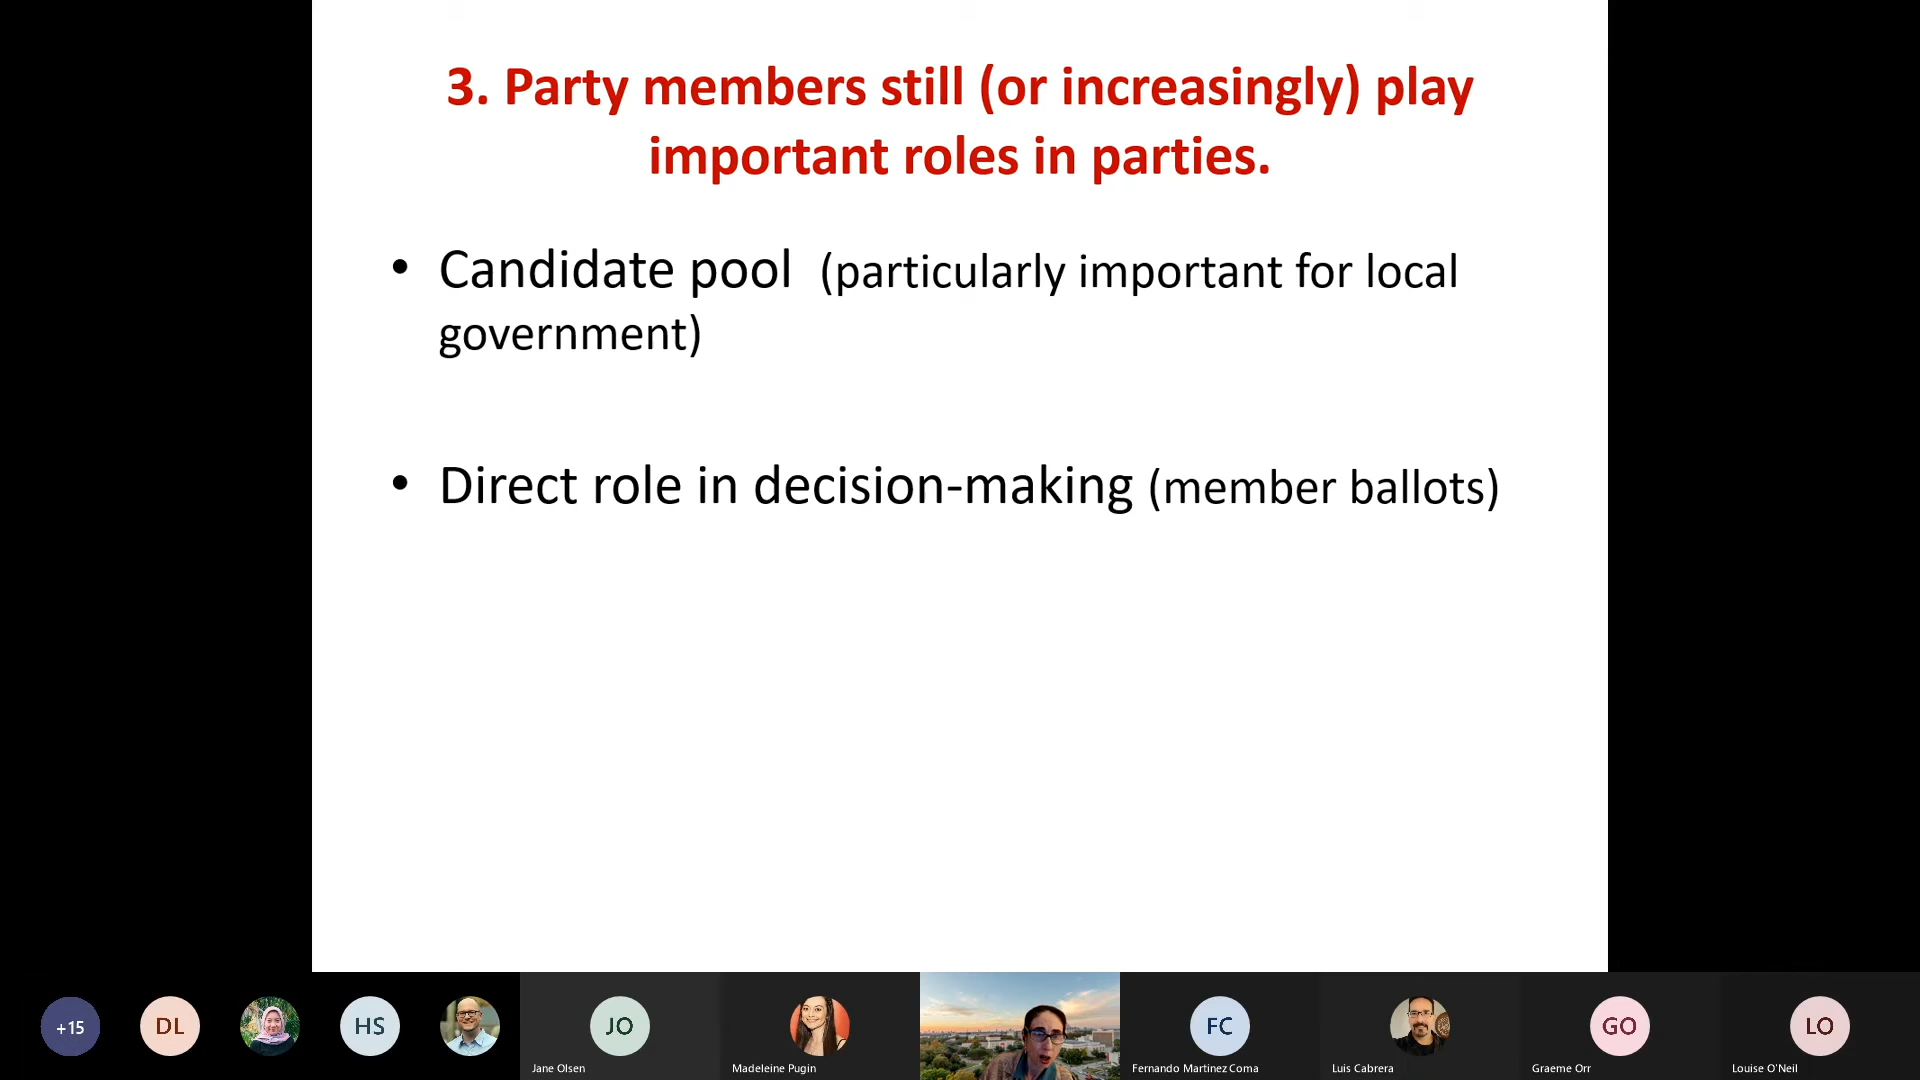 3. Party members still (or increasingly) play
important roles in parties.
• Candidate pool (particularly important for local
government)
• Direct role in decision-making (member ballots)
+15
DL
HS
JO
FC
GO
LO
Jane Olsen
Madeleine Pugin
Fernando Martinez Coma
Luis Cabrera
Graeme Orr
Louise O'Neil